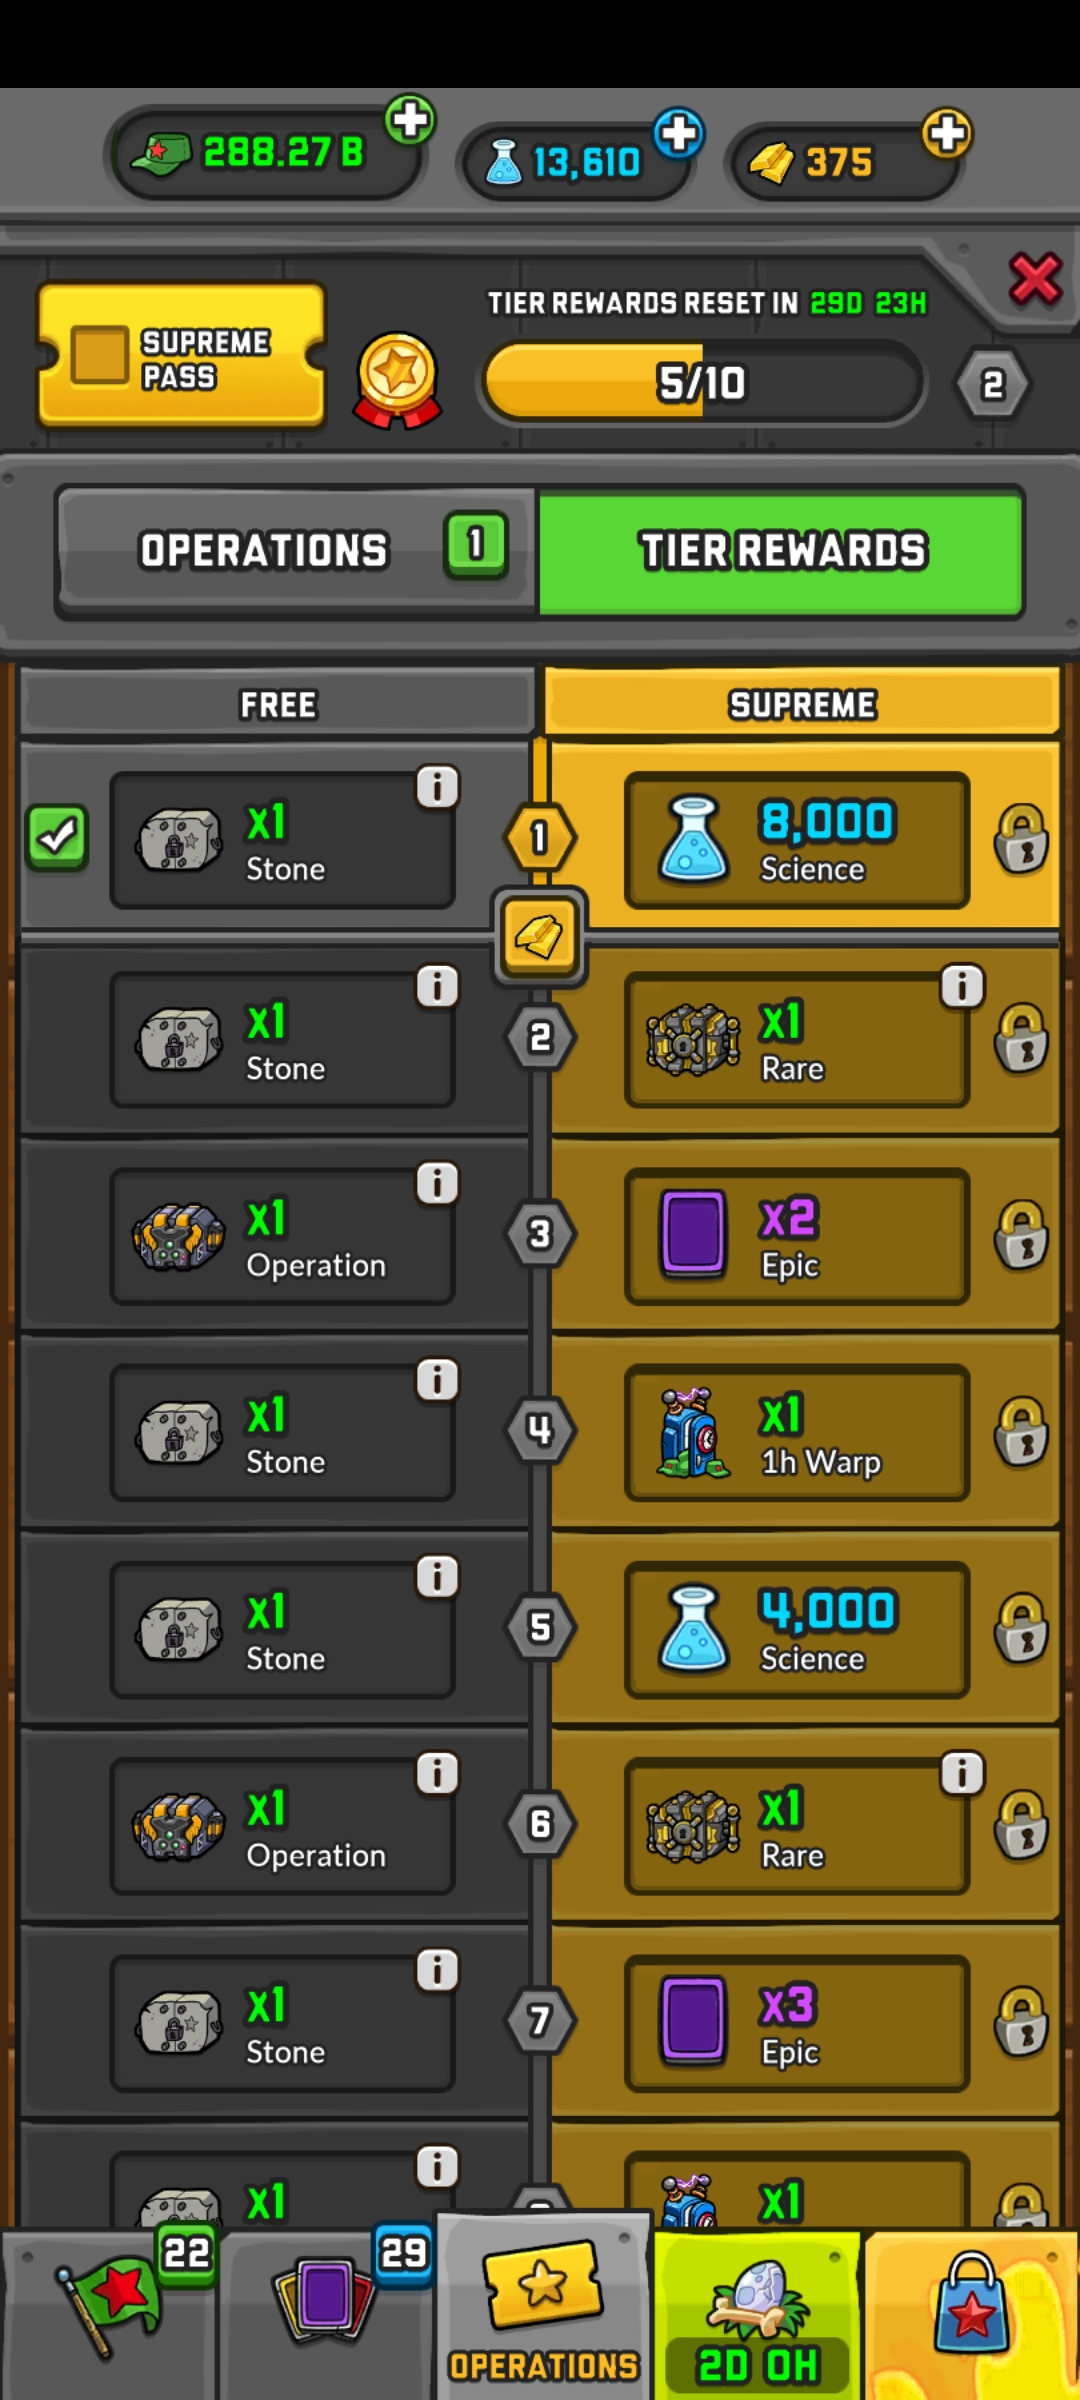 288.27 B
13,610
375
SUPREME
PASS
TIER REWARDS RESET IN 29D 23H
5/10
2
OPERATIONS 1
TIER REWARDS
FREE
SUPREME
x1
Stone
i
1
8,000
Science
x1
Stone
i
2
x1
Rare
i
x1
Operation
i
3
x2
Epic
x1
Stone
i
4
x1
1h Warp
x1
Stone
i
5
4,000
Science
x1
Operation
i
6
x1
Rare
i
x1
Stone
i
7
x3
Epic
x1
i
x1
22
29
OPERATIONS
2D 0H